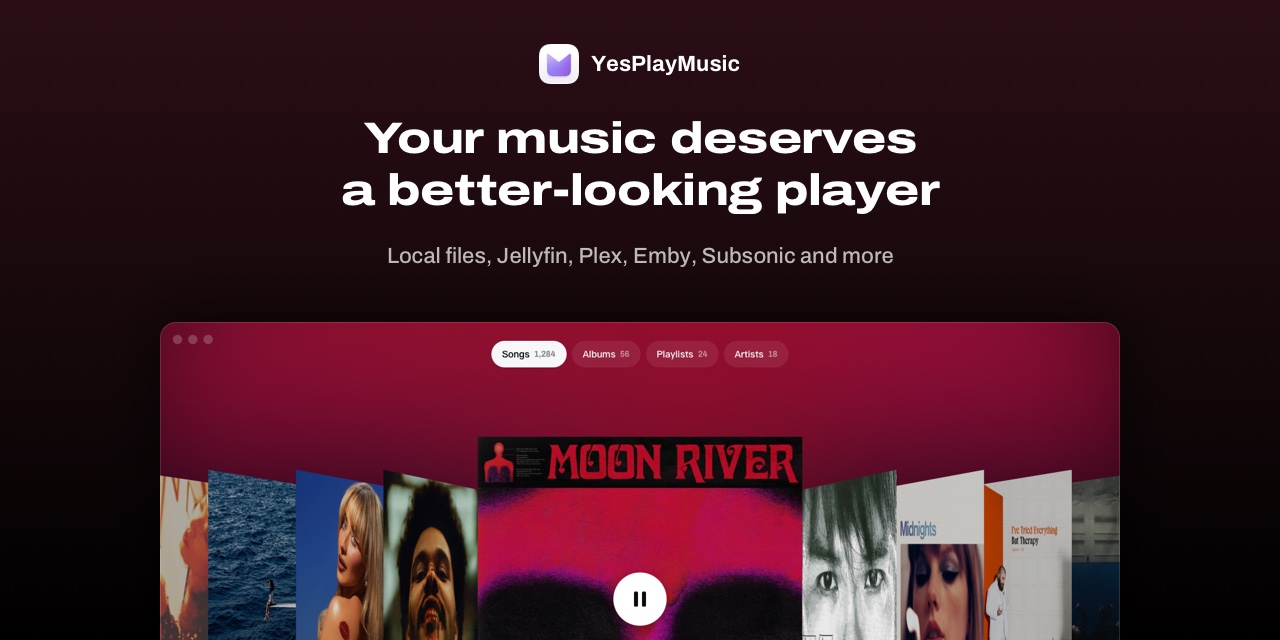 YesPlayMusic
Your music deserves
a better-looking player
Local files, Jellyfin, Plex, Emby, Subsonic and more
Songs 1,284 Albums 56 Playlists 24 Artists 18
MOON RIVER
Midnights
I've Tried Everything
But Therapy